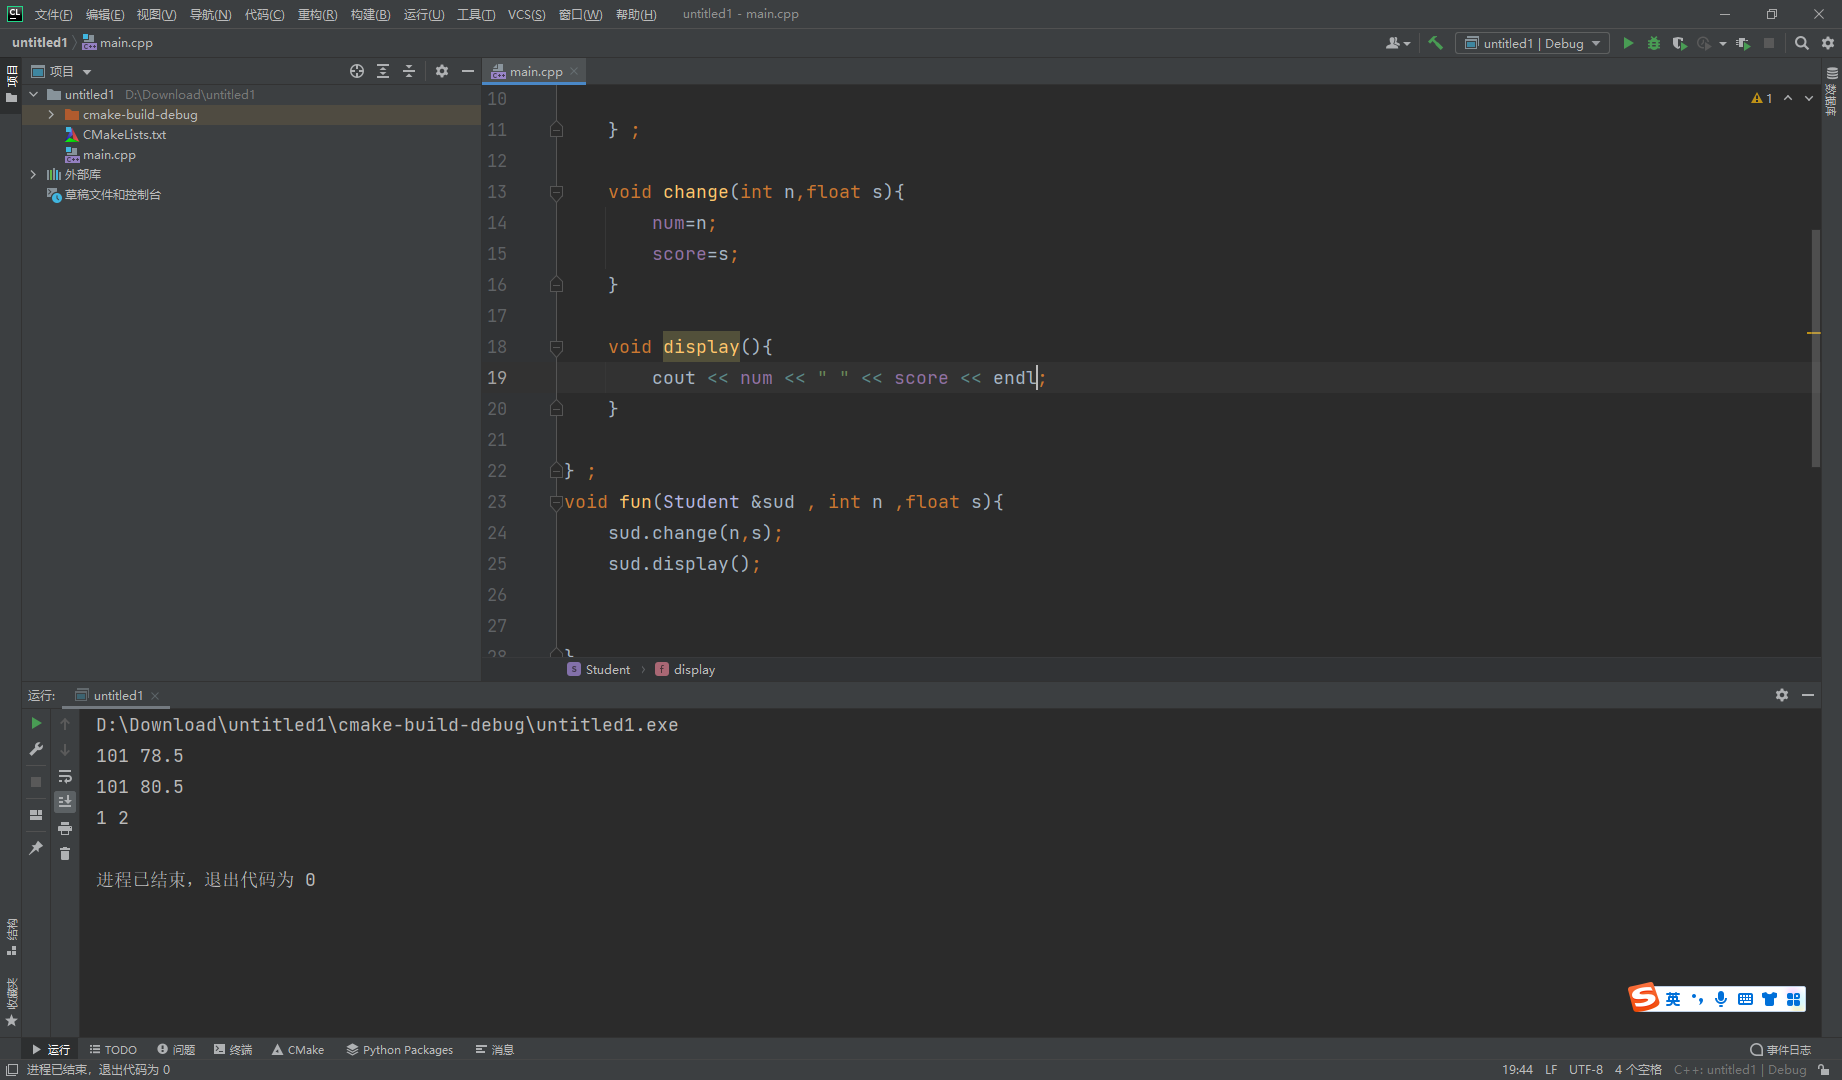 文件(F) 编辑(E) 视图(V) 导航(N) 代码(C) 重构(R) 构建(B) 运行(U) 工具(T) VCS(S) 窗口(W) 帮助(H) untitled1 - main.cpp
untitled1 main.cpp untitled1 | Debug
项目 项目 main.cpp
untitled1 D:\Download\untitled1
cmake-build-debug
CMakeLists.txt
main.cpp
外部库
草稿文件和控制台
数据库
1
10
11 } ;
12
13 void change(int n,float s){
14 num=n;
15 score=s;
16 }
17
18 void display(){
19 cout << num << " " << score << endl;
20 }
21
22 } ;
23 void fun(Student &sud , int n ,float s){
24 sud.change(n,s);
25 sud.display();
26
27
28 }
Student display
运行: untitled1
D:\Download\untitled1\cmake-build-debug\untitled1.exe
101 78.5
101 80.5
1 2
进程已结束，退出代码为 0
结构
收藏夹
英
运行 TODO 问题 终端 CMake Python Packages 消息 事件日志
进程已结束，退出代码为 0 19:44 LF UTF-8 4 个空格 C++: untitled1 | Debug